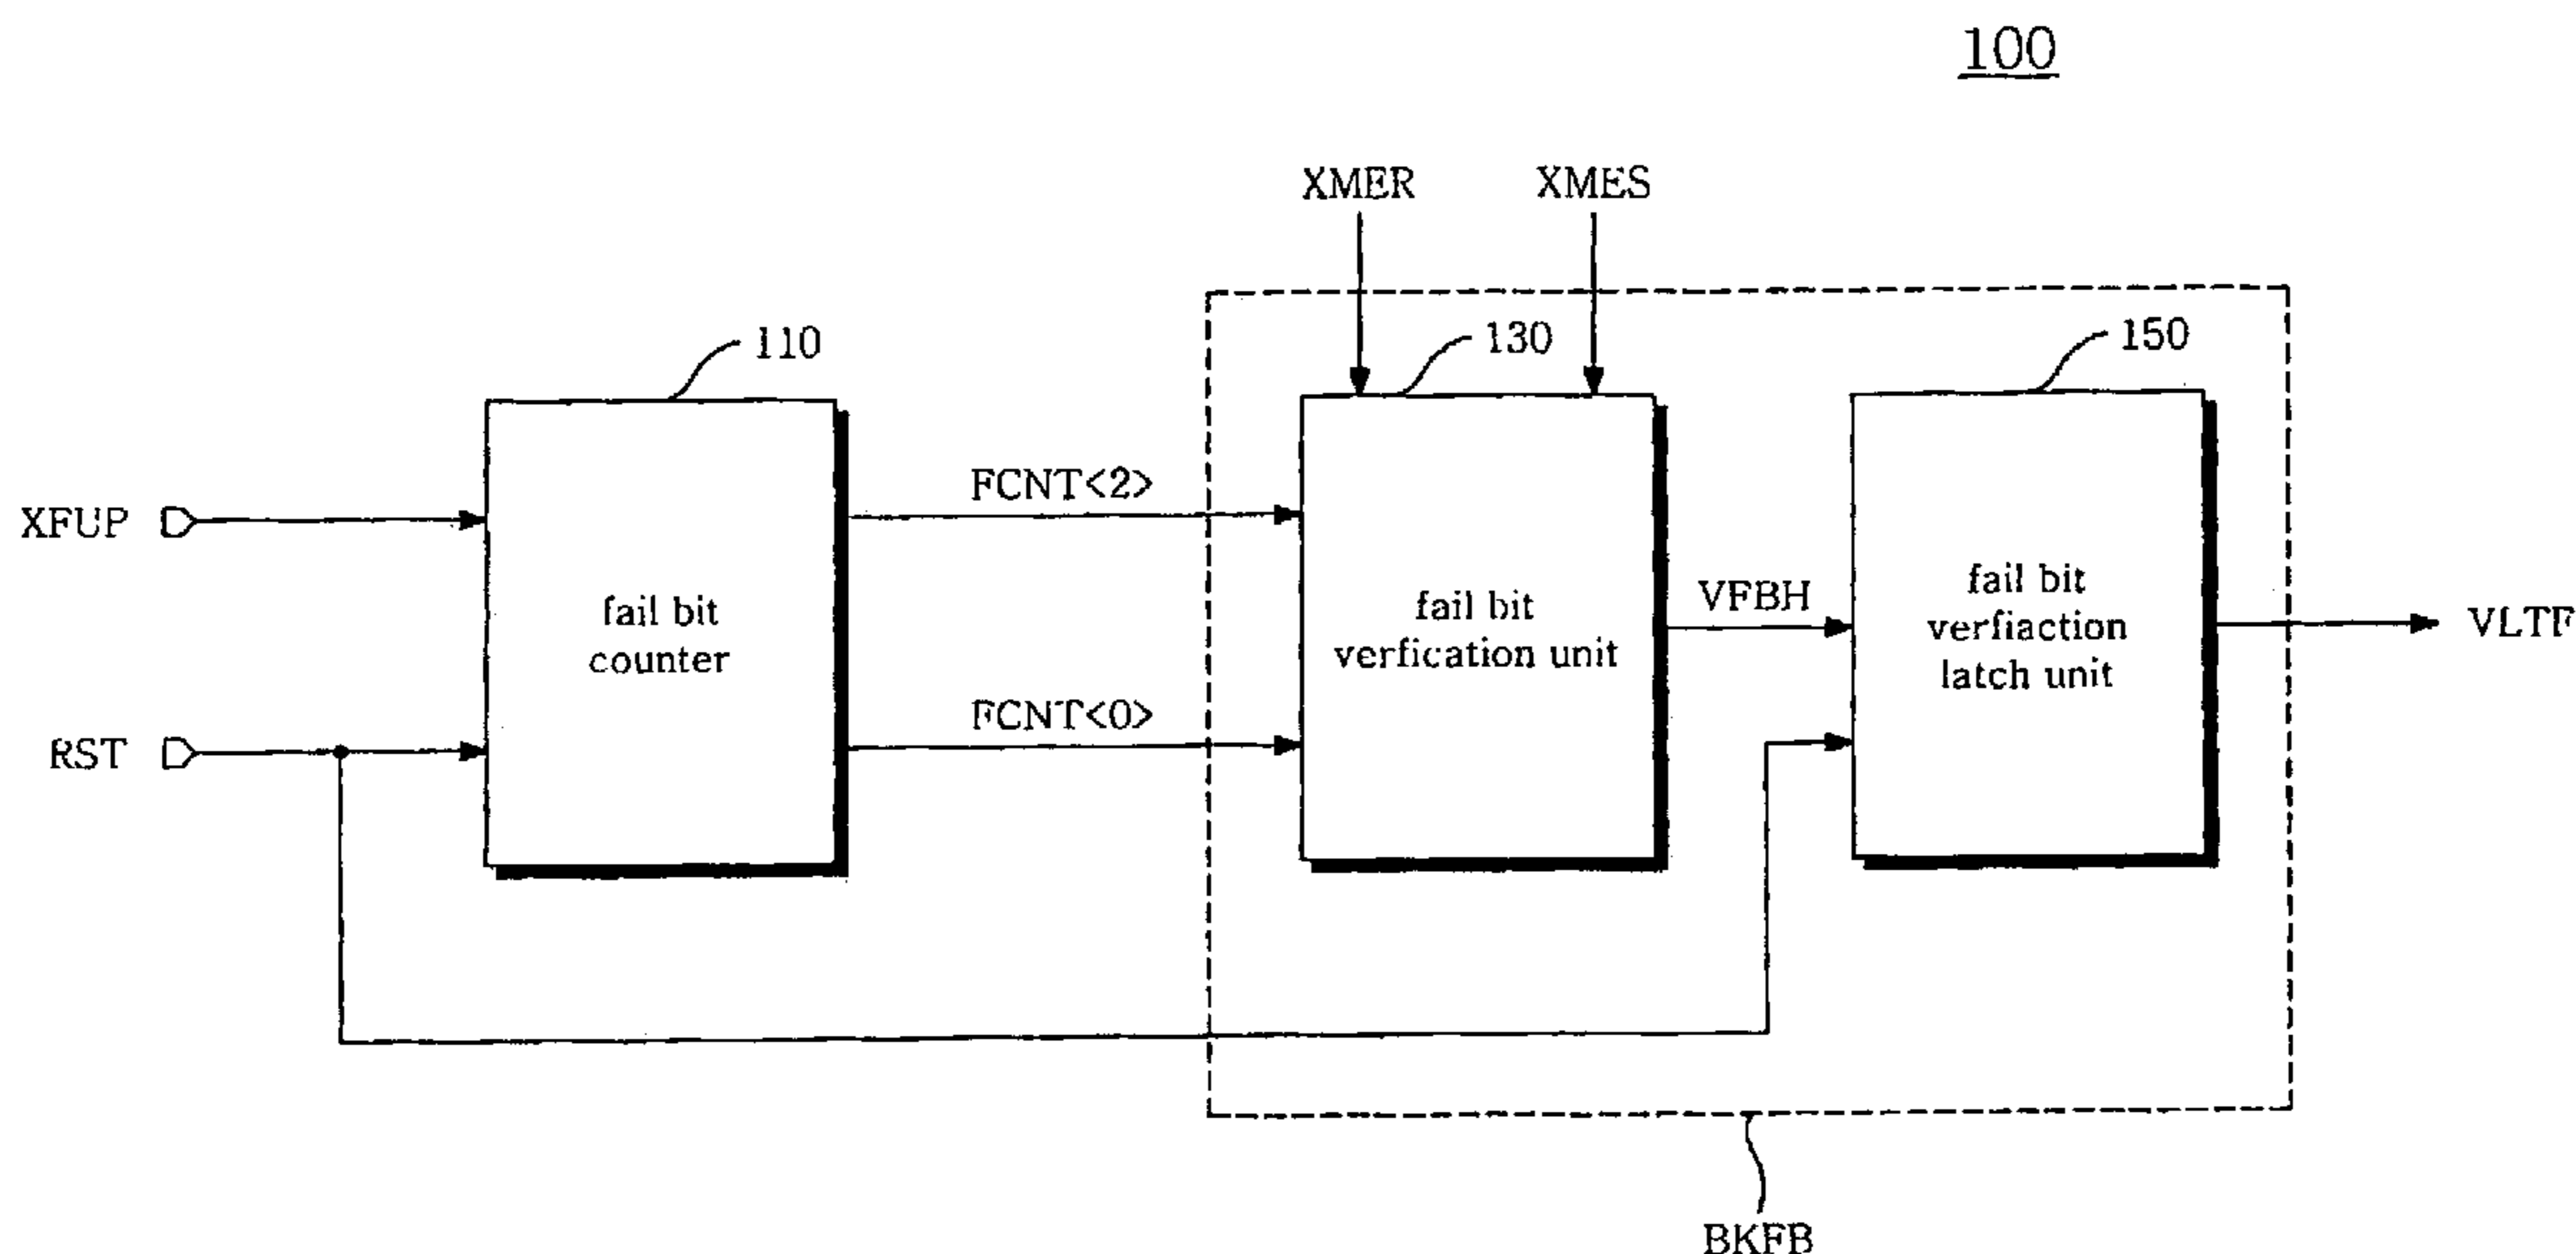 100
XMER
XMES
110
130
150
XFUP
FCNT<2>
fail bit
counter
fail bit
verfication unit
VFBH
fail bit
verfiaction
latch unit
VLTF
RST
FCNT<0>
BKFB